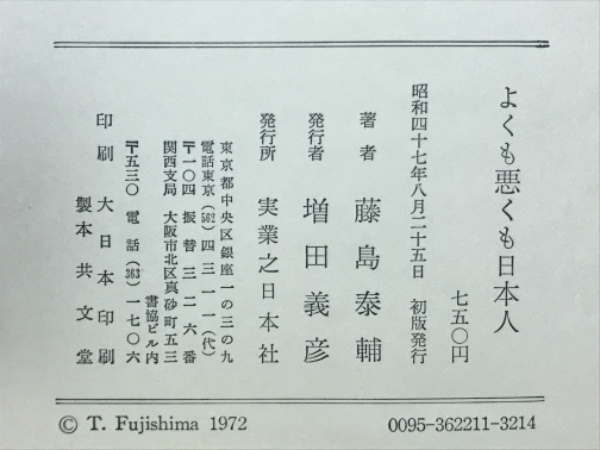 よくも悪くも日本人
七五〇円
昭和四十七年八月二十五日 初版発行
著者 藤島泰輔
発行者 増田義彦
発行所 実業之日本社
東京都中央区銀座一の三の九
電話東京(562)四三一一(代)
〒一〇四 振替三二六番
関西支局 大阪市北区真砂町五三
書協ビル内
〒五三〇 電話(363)一七〇六
印刷 大日本印刷
製本 共文堂
© T. Fujishima 1972
0095-362211-3214